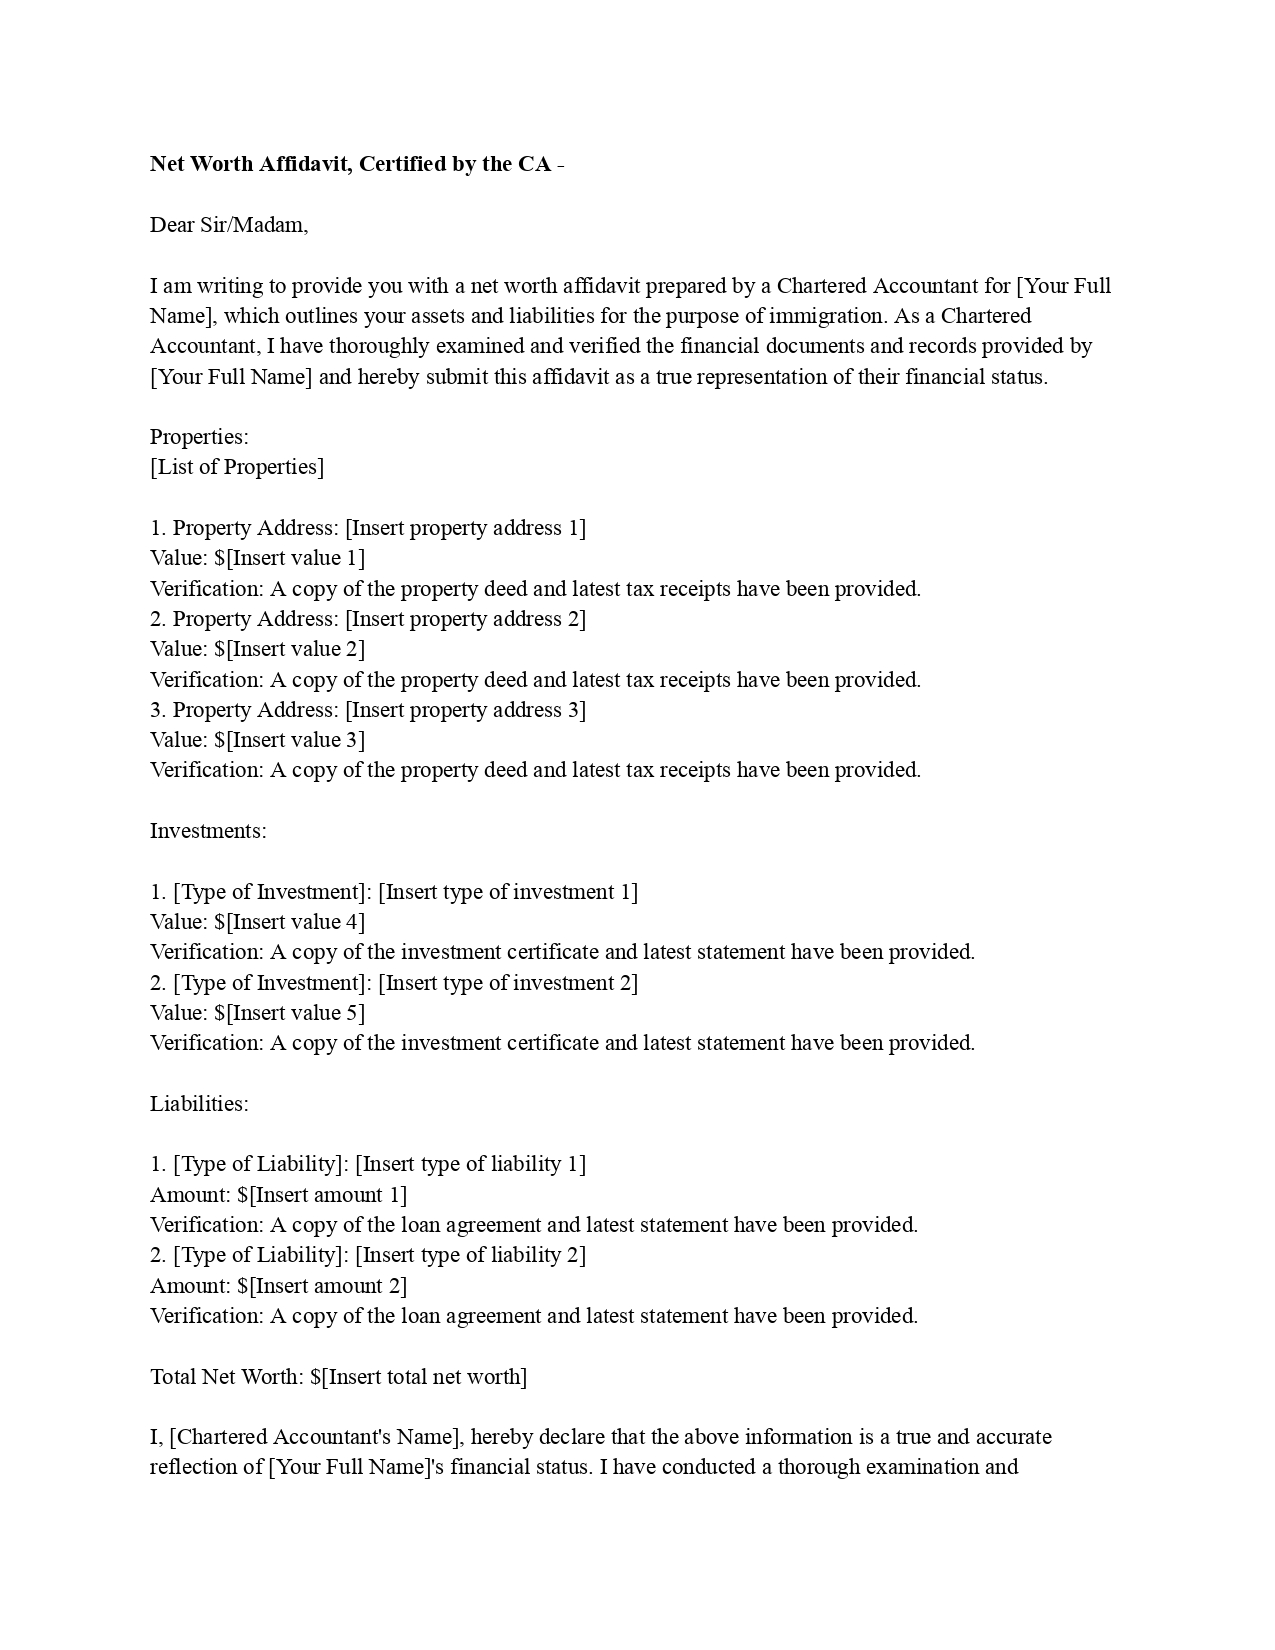 Net Worth Affidavit, Certified by the CA -
Dear Sir/Madam,
I am writing to provide you with a net worth affidavit prepared by a Chartered Accountant for [Your Full
Name], which outlines your assets and liabilities for the purpose of immigration. As a Chartered
Accountant, I have thoroughly examined and verified the financial documents and records provided by
[Your Full Name] and hereby submit this affidavit as a true representation of their financial status.
Properties:
[List of Properties]
1. Property Address: [Insert property address 1]
Value: $[Insert value 1]
Verification: A copy of the property deed and latest tax receipts have been provided.
2. Property Address: [Insert property address 2]
Value: $[Insert value 2]
Verification: A copy of the property deed and latest tax receipts have been provided.
3. Property Address: [Insert property address 3]
Value: $[Insert value 3]
Verification: A copy of the property deed and latest tax receipts have been provided.
Investments:
1. [Type of Investment]: [Insert type of investment 1]
Value: $[Insert value 4]
Verification: A copy of the investment certificate and latest statement have been provided.
2. [Type of Investment]: [Insert type of investment 2]
Value: $[Insert value 5]
Verification: A copy of the investment certificate and latest statement have been provided.
Liabilities:
1. [Type of Liability]: [Insert type of liability 1]
Amount: $[Insert amount 1]
Verification: A copy of the loan agreement and latest statement have been provided.
2. [Type of Liability]: [Insert type of liability 2]
Amount: $[Insert amount 2]
Verification: A copy of the loan agreement and latest statement have been provided.
Total Net Worth: $[Insert total net worth]
I, [Chartered Accountant's Name], hereby declare that the above information is a true and accurate
reflection of [Your Full Name]'s financial status. I have conducted a thorough examination and